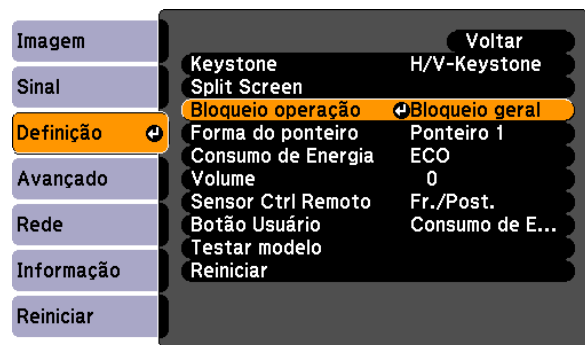 Imagem
Sinal
Definição
Avançado
Rede
Informação
Reiniciar
Voltar
Keystone H/V-Keystone
Split Screen
Bloqueio operação Bloqueio geral
Forma do ponteiro Ponteiro 1
Consumo de Energia ECO
Volume 0
Sensor Ctrl Remoto Fr./Post.
Botão Usuário Consumo de E...
Testar modelo
Reiniciar